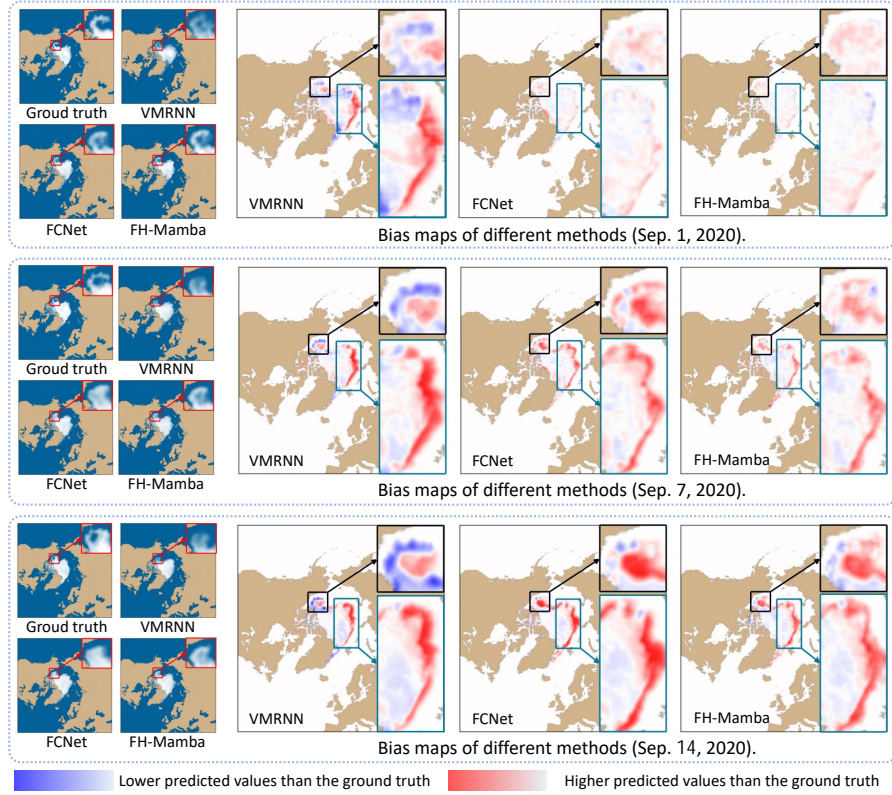 Groud truth
VMRNN
FCNet
FH-Mamba
VMRNN
FCNet
FH-Mamba
Bias maps of different methods (Sep. 1, 2020).
Groud truth
VMRNN
FCNet
FH-Mamba
VMRNN
FCNet
FH-Mamba
Bias maps of different methods (Sep. 7, 2020).
Groud truth
VMRNN
FCNet
FH-Mamba
VMRNN
FCNet
FH-Mamba
Bias maps of different methods (Sep. 14, 2020).
Lower predicted values than the ground truth
Higher predicted values than the ground truth